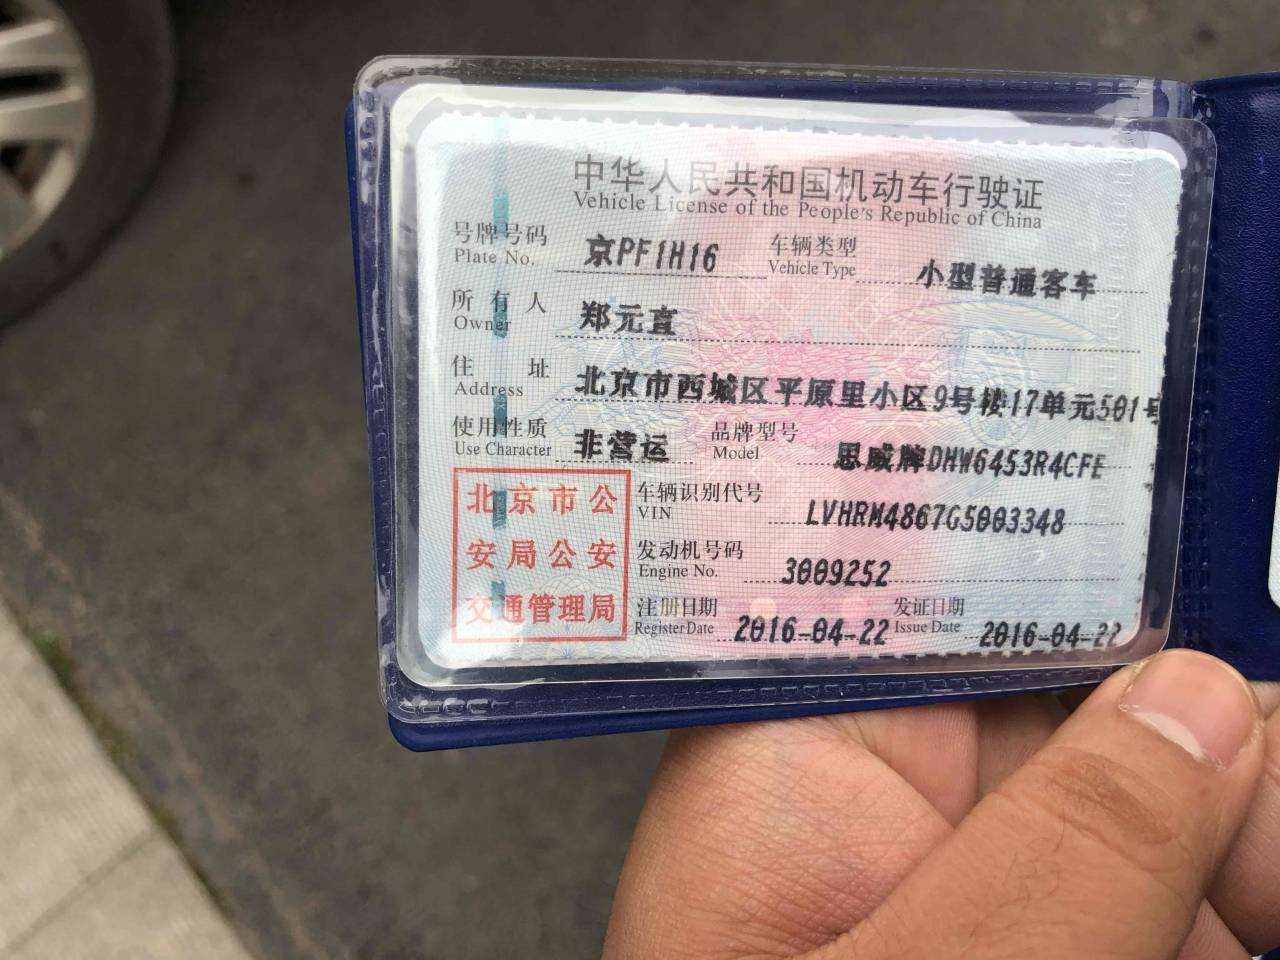 中华人民共和国机动车行驶证
Vehicle License of the People's Republic of China
号牌号码 京PF1H16 车辆类型 小型普通客车
Plate No. Vehicle Type
所有人 郑元直
Owner
住址 北京市西城区平原里小区9号楼17单元501号
Address
使用性质 非营运 品牌型号 思威牌DHW6453R4CFE
Use Character Model
北京市公
安局公安
交通管理局
车辆识别代号 LVHRM4867G5003348
VIN
发动机号码 3009252
Engine No.
注册日期 2016-04-22 发证日期 2016-04-22
Register Date Issue Date